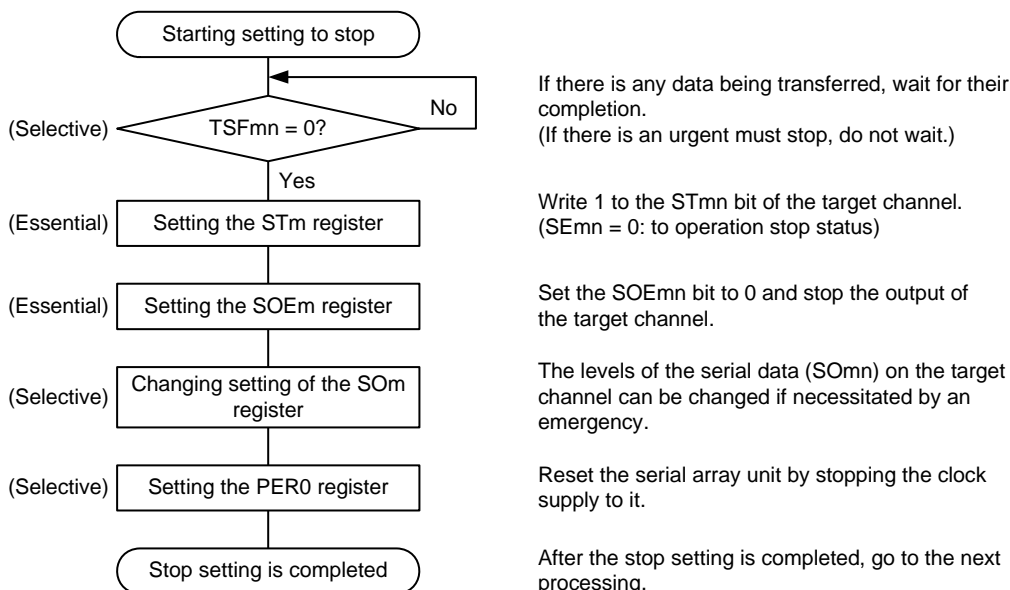 Starting setting to stop
If there is any data being transferred, wait for their
completion.
(If there is an urgent must stop, do not wait.)
No
(Selective)
TSFmn = 0?
Yes
Write 1 to the STmn bit of the target channel.
(SEmn = 0: to operation stop status)
(Essential)
Setting the STm register
Set the SOEmn bit to 0 and stop the output of
the target channel.
(Essential)
Setting the SOEm register
The levels of the serial data (SOmn) on the target
channel can be changed if necessitated by an
emergency.
(Selective)
Changing setting of the SOm
register
Reset the serial array unit by stopping the clock
supply to it.
(Selective)
Setting the PER0 register
After the stop setting is completed, go to the next
processing.
Stop setting is completed